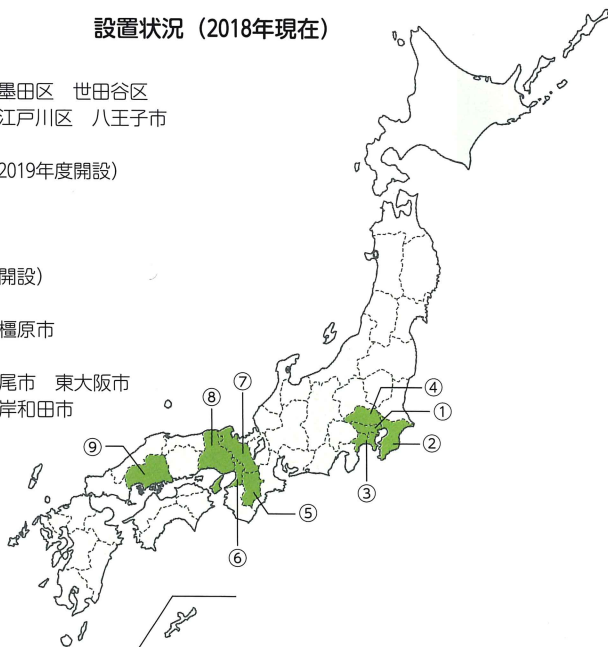 設置状況（2018年現在）
墨田区　世田谷区
江戸川区　八王子市
2019年度開設）
開設）
橿原市
尾市　東大阪市
岸和田市
④
①
②
③
⑦
⑧
⑨
⑤
⑥